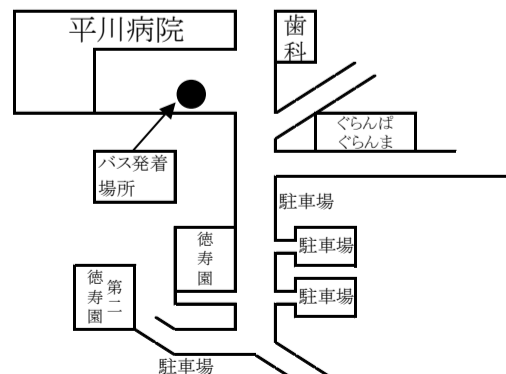 平川病院
歯科
ぐらんぱ
ぐらんま
バス発着
場所
駐車場
徳寿園
駐車場
第二
徳寿園
駐車場
駐車場